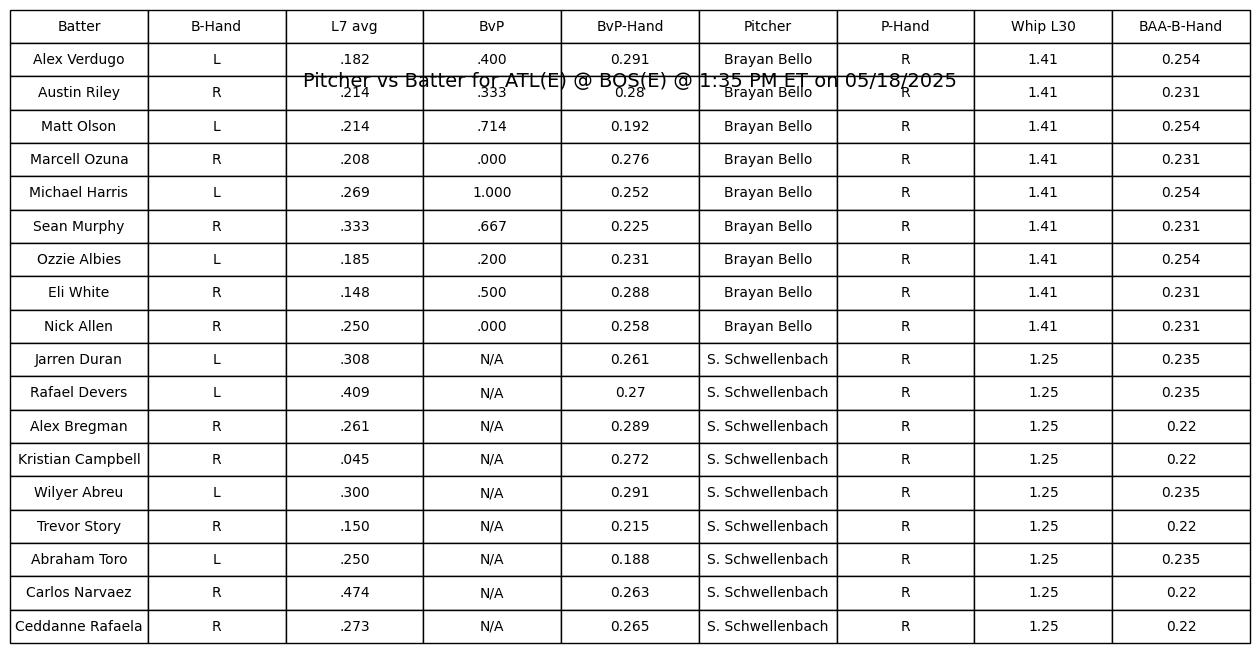 Batter B-Hand L7 avg BvP BvP-Hand Pitcher P-Hand Whip L30 BAA-B-Hand
Alex Verdugo L .182 .400 0.291 Brayan Bello R 1.41 0.254
Pitcher vs Batter for ATL(E) @ BOS(E) @ 1:35 PM ET on 05/18/2025
Austin Riley R .214 .333 0.28 Brayan Bello R 1.41 0.231
Matt Olson L .214 .714 0.192 Brayan Bello R 1.41 0.254
Marcell Ozuna R .208 .000 0.276 Brayan Bello R 1.41 0.231
Michael Harris L .269 1.000 0.252 Brayan Bello R 1.41 0.254
Sean Murphy R .333 .667 0.225 Brayan Bello R 1.41 0.231
Ozzie Albies L .185 .200 0.231 Brayan Bello R 1.41 0.254
Eli White R .148 .500 0.288 Brayan Bello R 1.41 0.231
Nick Allen R .250 .000 0.258 Brayan Bello R 1.41 0.231
Jarren Duran L .308 N/A 0.261 S. Schwellenbach R 1.25 0.235
Rafael Devers L .409 N/A 0.27 S. Schwellenbach R 1.25 0.235
Alex Bregman R .261 N/A 0.289 S. Schwellenbach R 1.25 0.22
Kristian Campbell R .045 N/A 0.272 S. Schwellenbach R 1.25 0.22
Wilyer Abreu L .300 N/A 0.291 S. Schwellenbach R 1.25 0.235
Trevor Story R .150 N/A 0.215 S. Schwellenbach R 1.25 0.22
Abraham Toro L .250 N/A 0.188 S. Schwellenbach R 1.25 0.235
Carlos Narvaez R .474 N/A 0.263 S. Schwellenbach R 1.25 0.22
Ceddanne Rafaela R .273 N/A 0.265 S. Schwellenbach R 1.25 0.22